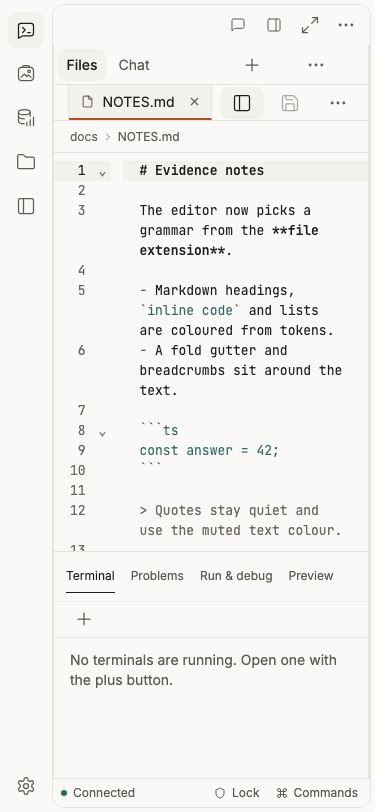 Files Chat
NOTES.md
docs > NOTES.md
1 # Evidence notes
2
3 The editor now picks a
grammar from the **file
extension**.
4
5 - Markdown headings,
`inline code` and lists
are coloured from tokens.
6 - A fold gutter and
breadcrumbs sit around the
text.
7
8 ```ts
9 const answer = 42;
10 ```
11
12 > Quotes stay quiet and
use the muted text colour.
13
Terminal Problems Run & debug Preview
No terminals are running. Open one with
the plus button.
Connected Lock ⌘ Commands